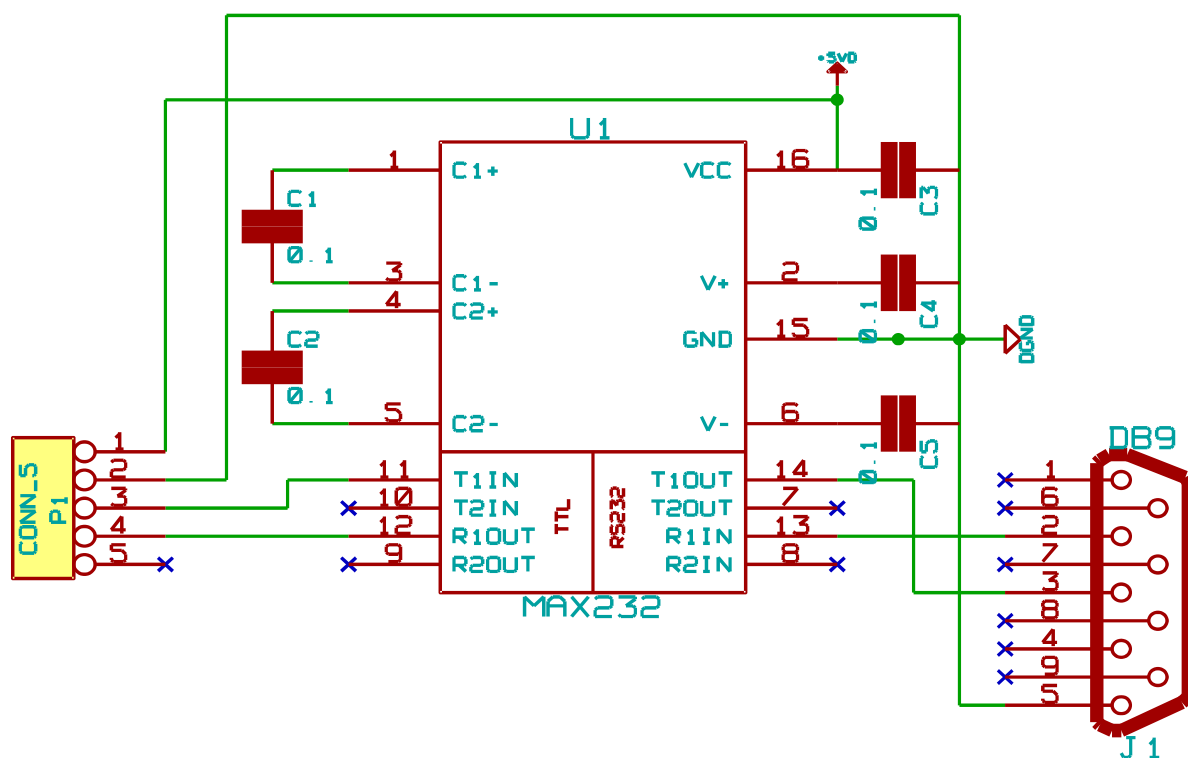 +5VD
U1
1
C1+
VCC
16
C1
0.1
0.1
C3
3
C1-
V+
2
4
C2+
0.1
C4
C2
GND
15
DGND
0.1
5
C2-
V-
6
0.1
C5
DB9
CONN_5
P1
1
2
3
4
5
11
T1IN
T1OUT
14
10
T2IN
T2OUT
7
12
R1OUT
R1IN
13
9
R2OUT
R2IN
8
TTL
RS232
MAX232
1
6
2
7
3
8
4
9
5
J1